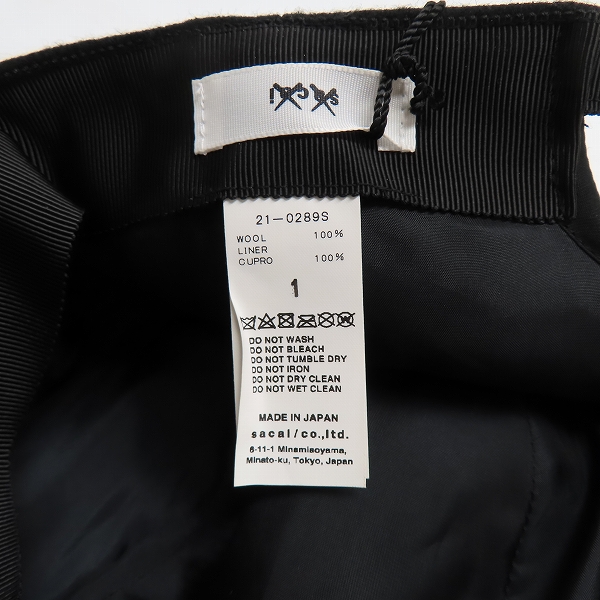 sacai
21-0289S
WOOL 100%
LINER
CUPRO 100%
1
DO NOT WASH
DO NOT BLEACH
DO NOT TUMBLE DRY
DO NOT IRON
DO NOT DRY CLEAN
DO NOT WET CLEAN
MADE IN JAPAN
sacai/co.,ltd.
6-11-1 Minamiaoyama,
Minato-ku, Tokyo, Japan